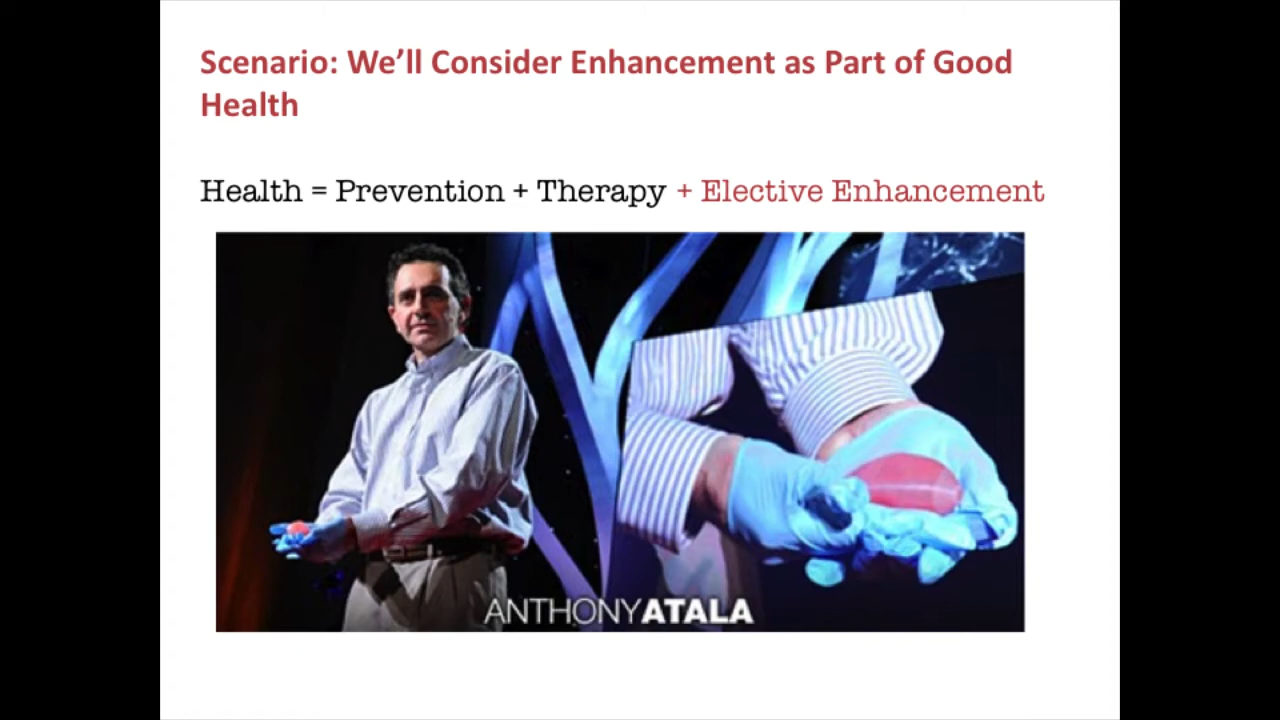 Scenario: We’ll Consider Enhancement as Part of Good
Health
Health = Prevention + Therapy + Elective Enhancement
ANTHONYATALA